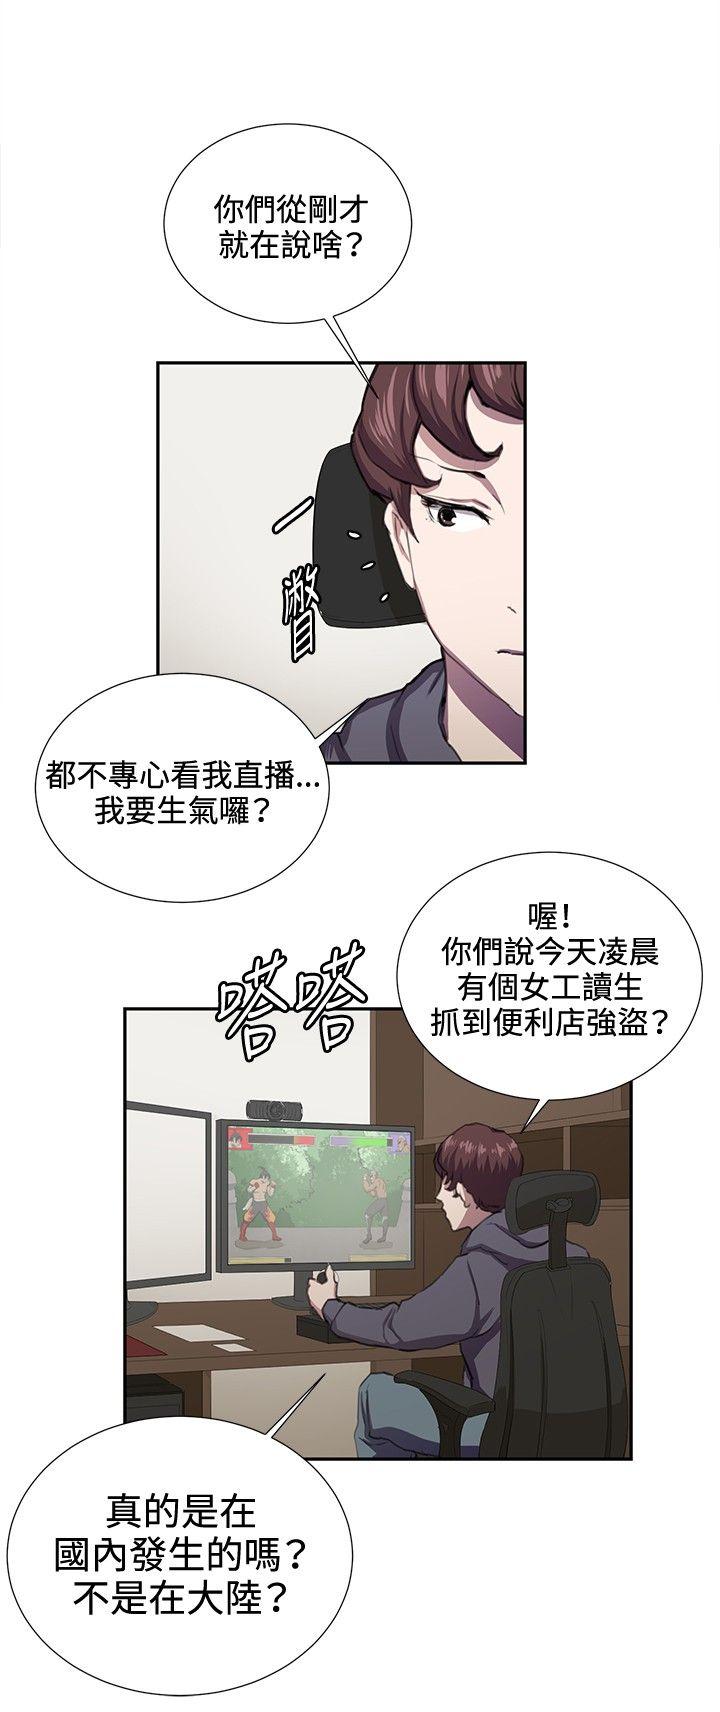 你們從剛才
就在說啥？
瞥
都不專心看我直播…
我要生氣囉？
喔！
你們說今天凌晨
有個女工讀生
抓到便利店強盜？
嗒嗒
真的是在
國內發生的嗎？
不是在大陸？